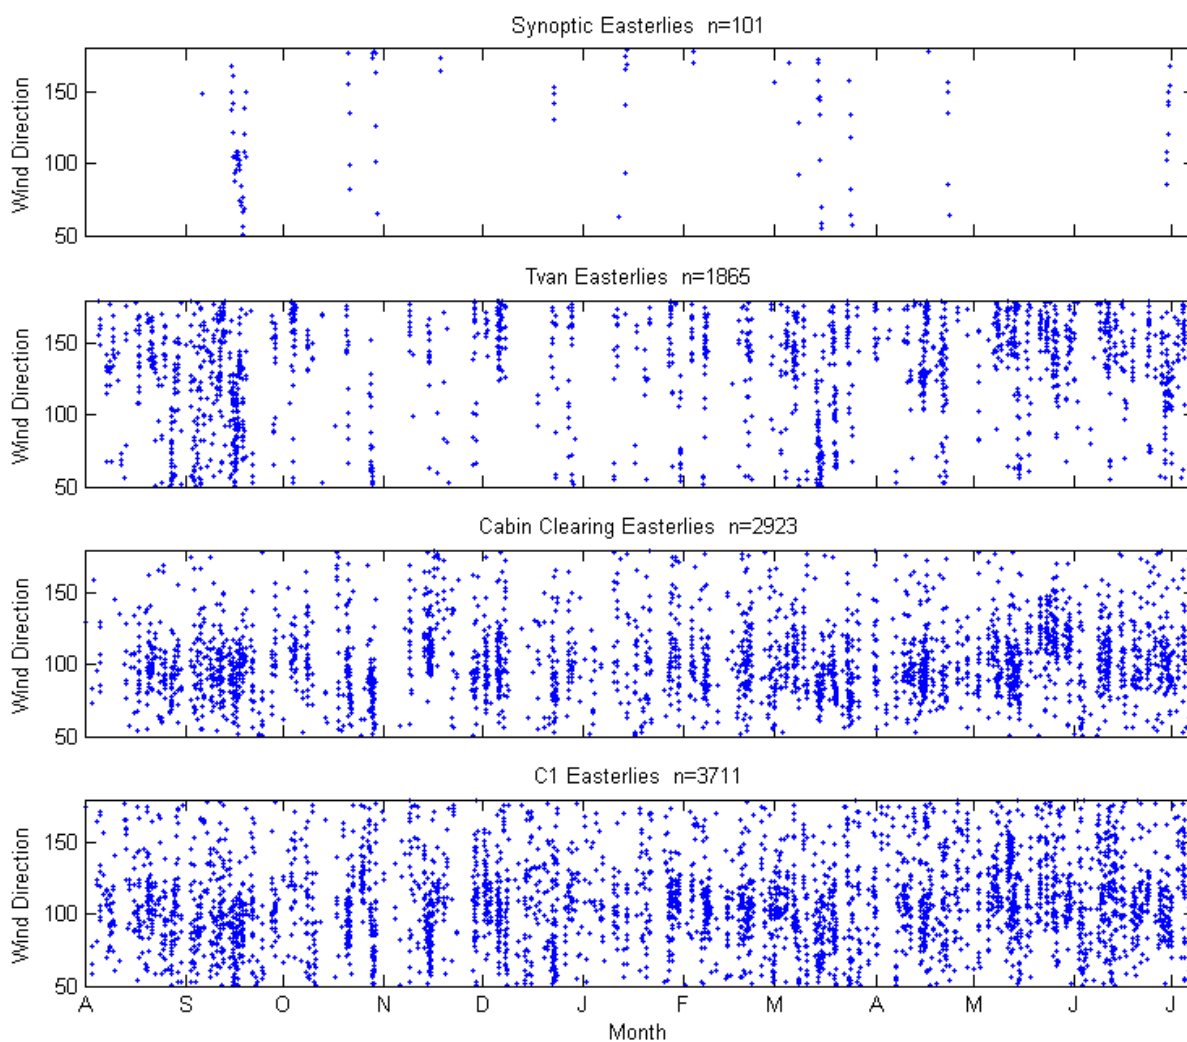 Synoptic Easterlies n=101
150
100
50
Wind Direction
Tvan Easterlies n=1865
150
100
50
Wind Direction
Cabin Clearing Easterlies n=2923
150
100
50
Wind Direction
C1 Easterlies n=3711
150
100
50
Wind Direction
A S O N D J F M A M J J
Month